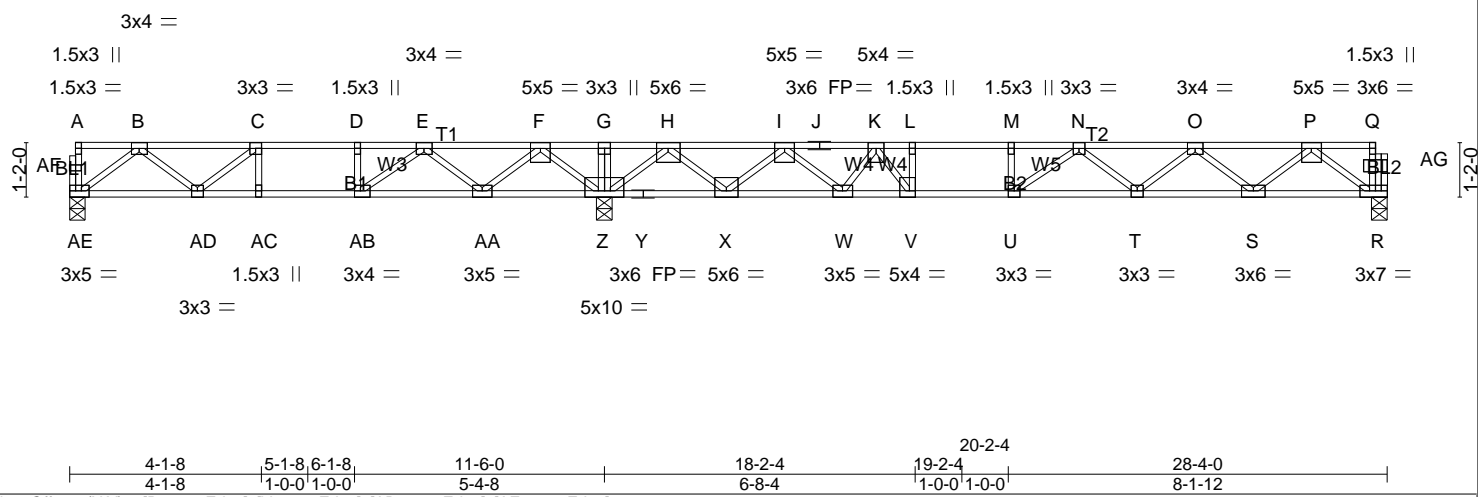 3x4 =
1.5x3 || 3x4 = 5x5 = 5x4 = 1.5x3 ||
1.5x3 = 3x3 = 1.5x3 || 5x5 = 3x3 || 5x6 = 3x6 FP= 1.5x3 || 1.5x3 || 3x3 = 3x4 = 5x5 = 3x6 =
A B C D E F G H I J K L M N O P Q
T1 T2
AF BL1 W3 W4 W4 W5 BL2 AG
1-2-0 1-2-0
B1 B2
AE AD AC AB AA Z Y X W V U T S R
3x5 = 1.5x3 || 3x4 = 3x5 = 3x6 FP= 5x6 = 3x5 = 5x4 = 3x3 = 3x3 = 3x6 = 3x7 =
3x3 = 5x10 =
20-2-4
4-1-8 5-1-8 6-1-8 11-6-0 18-2-4 19-2-4 28-4-0
4-1-8 1-0-0 1-0-0 5-4-8 6-8-4 1-0-0 1-0-0 8-1-12